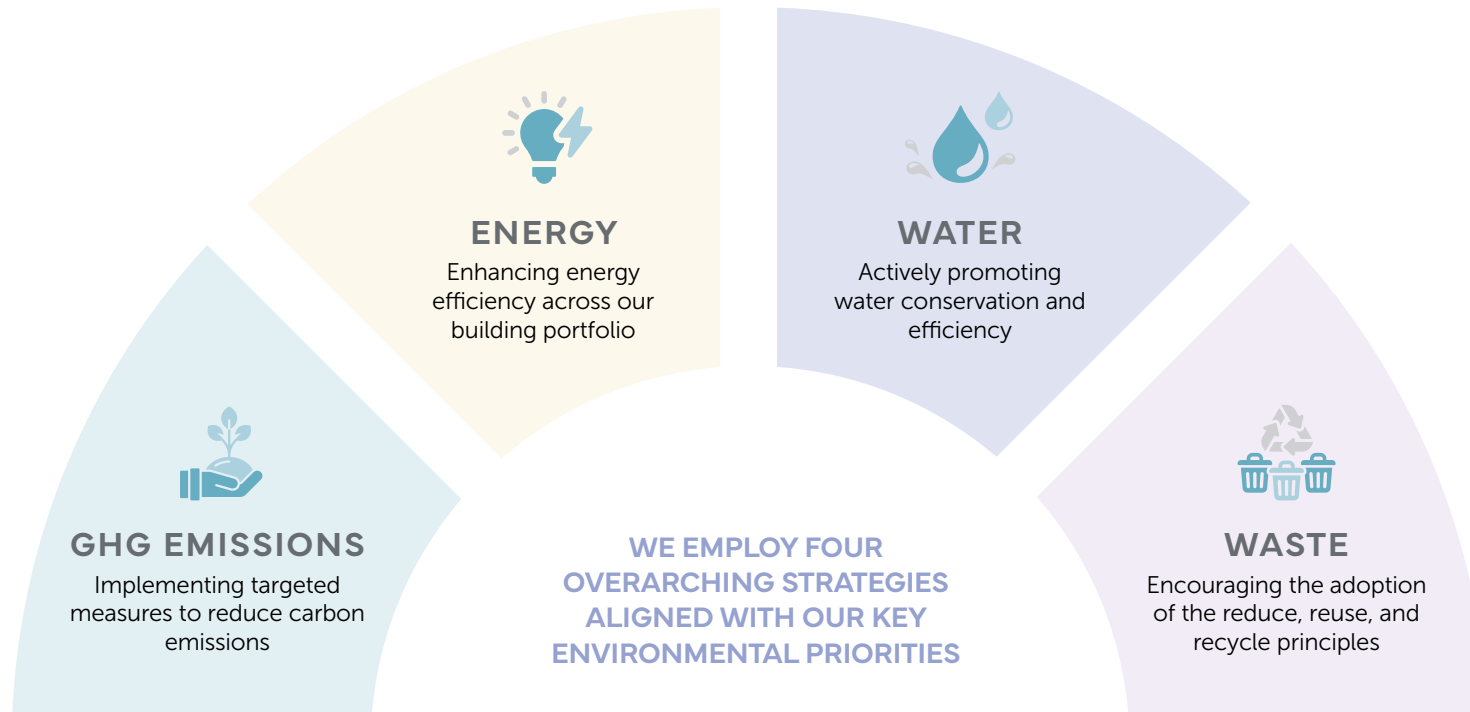 ENERGY
Enhancing energy
efficiency across our
building portfolio
WATER
Actively promoting
water conservation and
efficiency
GHG EMISSIONS
Implementing targeted
measures to reduce carbon
emissions
WE EMPLOY FOUR
OVERARCHING STRATEGIES
ALIGNED WITH OUR KEY
ENVIRONMENTAL PRIORITIES
WASTE
Encouraging the adoption
of the reduce, reuse, and
recycle principles